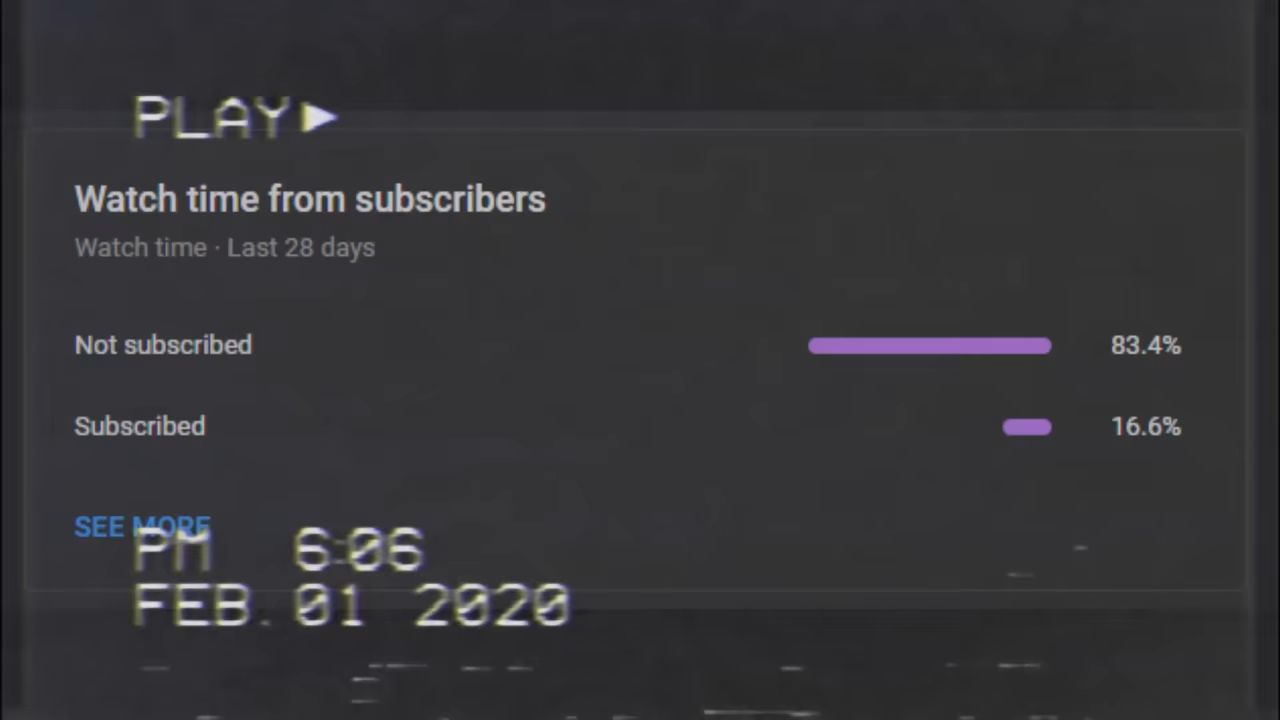 PLAY►
Watch time from subscribers
Watch time · Last 28 days
Not subscribed 83.4%
Subscribed 16.6%
SEE MORE
PM 6:06
FEB. 01 2020